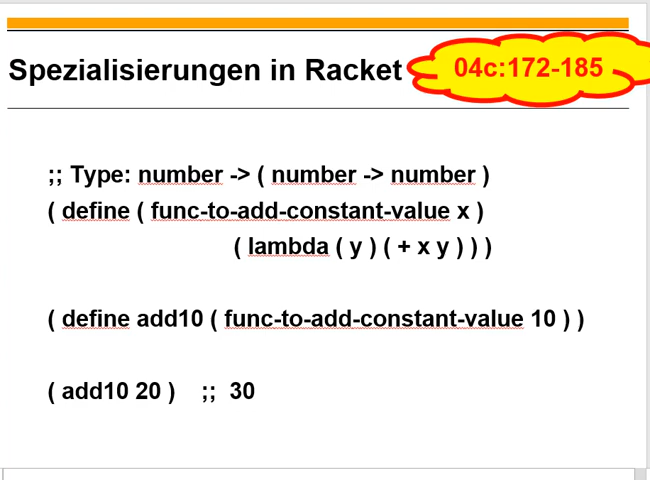 Spezialisierungen in Racket
04c:172-185
;; Type: number -> ( number -> number )
( define ( func-to-add-constant-value x )
( lambda ( y ) ( + x y ) ) )
( define add10 ( func-to-add-constant-value 10 ) )
( add10 20 ) ;; 30